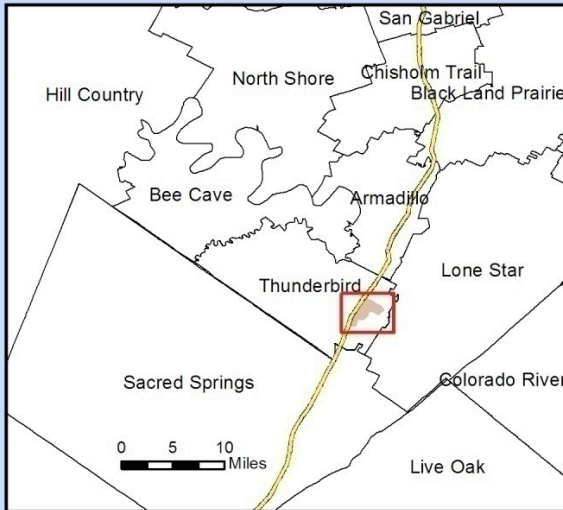 San Gabriel
Chisholm Trail
North Shore
Black Land Prairie
Hill Country
Bee Cave
Armadillo
Lone Star
Thunderbird
Sacred Springs
Colorado River
0 5 10
Miles
Live Oak